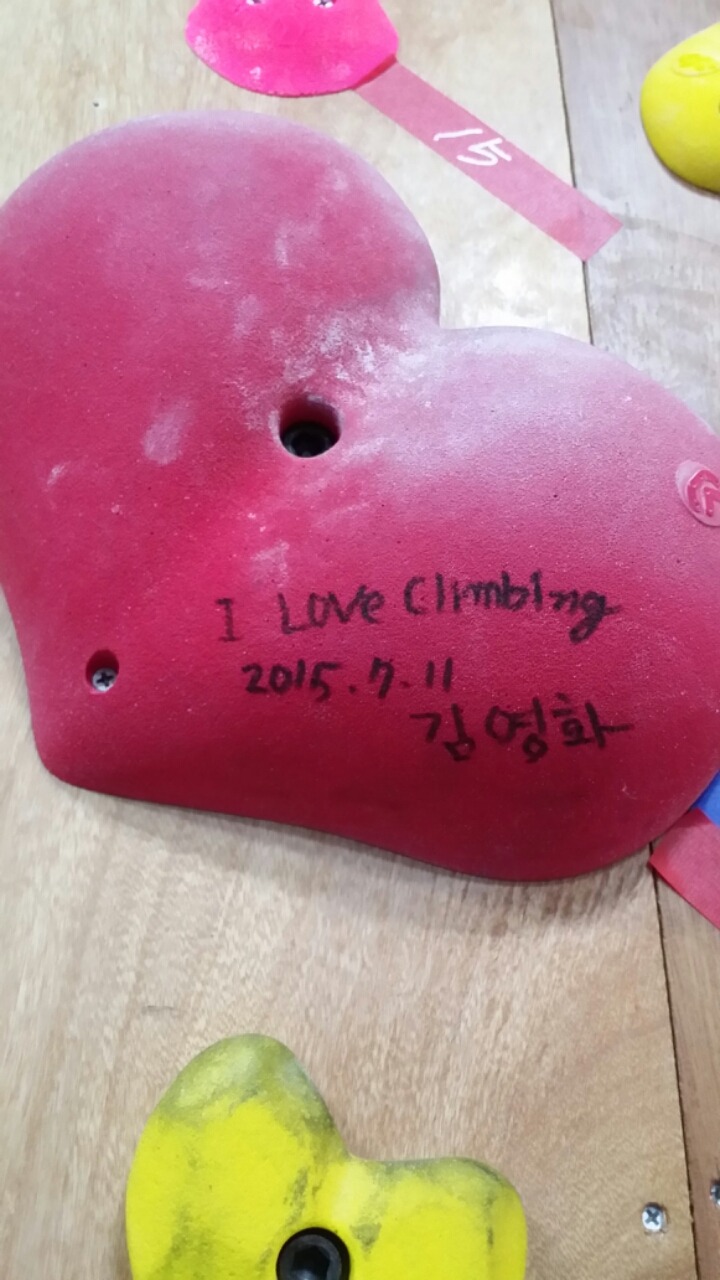 15
I Love Climbing
2015.7.11
김영화